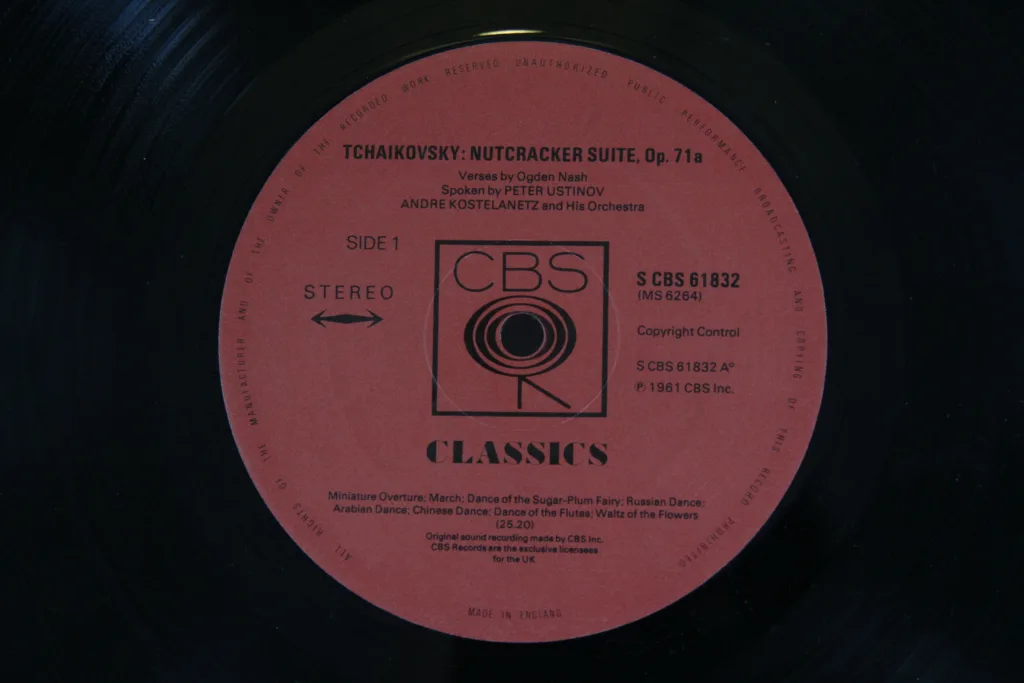 ALL RIGHTS OF THE MANUFACTURER AND OF THE OWNER OF THE RECORDED WORK RESERVED UNAUTHORIZED PUBLIC PERFORMANCE BROADCASTING AND COPYING OF THIS RECORD PROHIBITED
TCHAIKOVSKY: NUTCRACKER SUITE, Op. 71a
Verses by Ogden Nash
Spoken by PETER USTINOV
ANDRE KOSTELANETZ and His Orchestra
SIDE 1
STEREO
CBS
S CBS 61832
(MS 6264)
Copyright Control
S CBS 61832 A°
℗ 1961 CBS Inc.
CLASSICS
Miniature Overture; March; Dance of the Sugar-Plum Fairy; Russian Dance;
Arabian Dance; Chinese Dance; Dance of the Flutes; Waltz of the Flowers
(25.20)
Original sound recording made by CBS Inc.
CBS Records are the exclusive licensees
for the UK
MADE IN ENGLAND